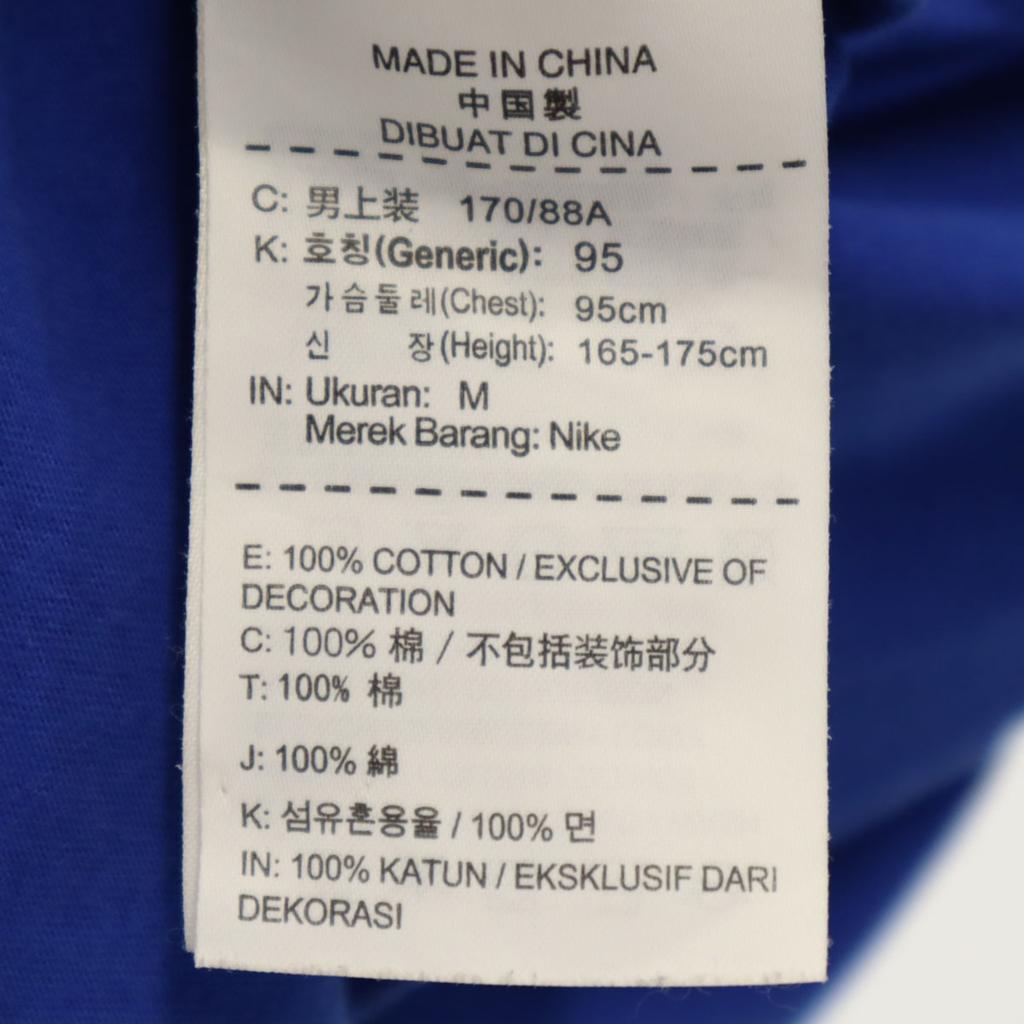 MADE IN CHINA
中国製
DIBUAT DI CINA
C: 男上装 170/88A
K: 호칭(Generic): 95
가슴둘레(Chest): 95cm
신 장(Height): 165-175cm
IN: Ukuran: M
Merek Barang: Nike
E: 100% COTTON / EXCLUSIVE OF
DECORATION
C: 100% 棉 / 不包括装饰部分
T: 100% 棉
J: 100% 綿
K: 섬유혼용율 / 100% 면
IN: 100% KATUN / EKSKLUSIF DARI
DEKORASI